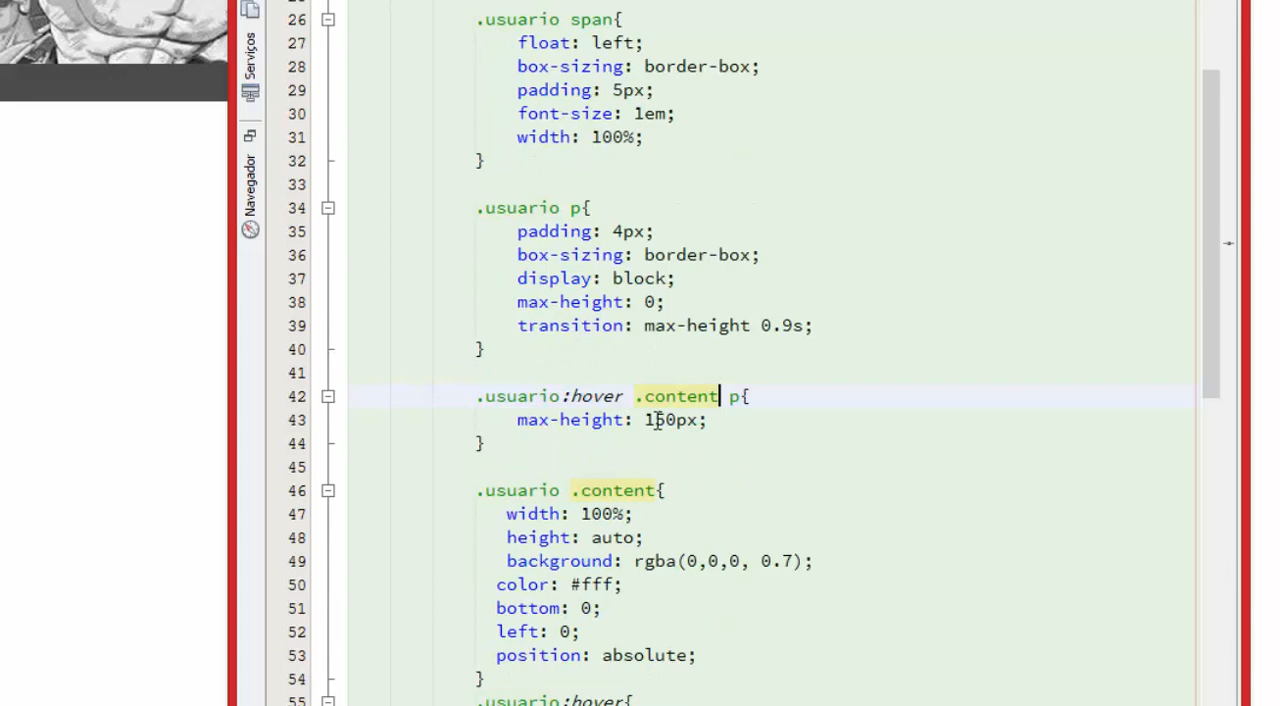 Serviços
Navegador
26 .usuario span{
27 float: left;
28 box-sizing: border-box;
29 padding: 5px;
30 font-size: 1em;
31 width: 100%;
32 }
33
34 .usuario p{
35 padding: 4px;
36 box-sizing: border-box;
37 display: block;
38 max-height: 0;
39 transition: max-height 0.9s;
40 }
41
42 .usuario:hover .content p{
43 max-height: 150px;
44 }
45
46 .usuario .content{
47 width: 100%;
48 height: auto;
49 background: rgba(0,0,0, 0.7);
50 color: #fff;
51 bottom: 0;
52 left: 0;
53 position: absolute;
54 }
55 .usuario:hover{